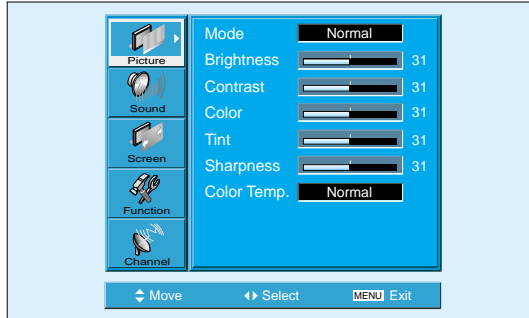 Picture
Sound
Screen
Function
Channel
Mode Normal
Brightness 31
Contrast 31
Color 31
Tint 31
Sharpness 31
Color Temp. Normal
Move Select MENU Exit